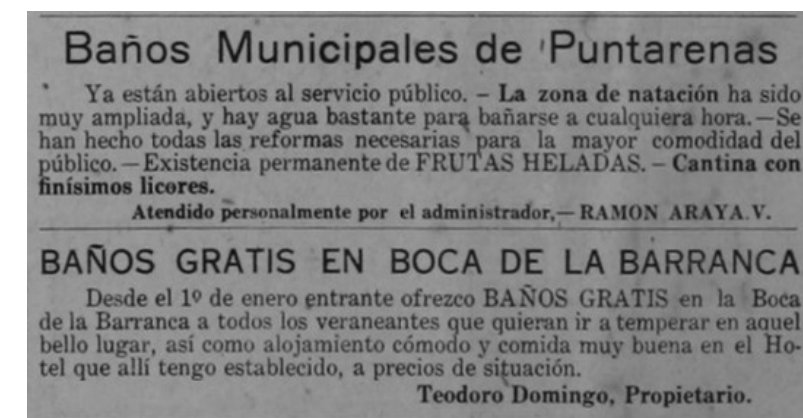 Baños Municipales de Puntarenas
Ya están abiertos al servicio público. – La zona de natación ha sido
muy ampliada, y hay agua bastante para bañarse a cualquiera hora.—Se
han hecho todas las reformas necesarias para la mayor comodidad del
público.—Existencia permanente de FRUTAS HELADAS. – Cantina con
finísimos licores.
Atendido personalmente por el administrador,— RAMON ARAYA V.
BAÑOS GRATIS EN BOCA DE LA BARRANCA
Desde el 1º de enero entrante ofrezco BAÑOS GRATIS en la Boca
de la Barranca a todos los veraneantes que quieran ir a temperar en aquel
bello lugar, así como alojamiento cómodo y comida muy buena en el Ho-
tel que allí tengo establecido, a precios de situación.
Teodoro Domingo, Propietario.